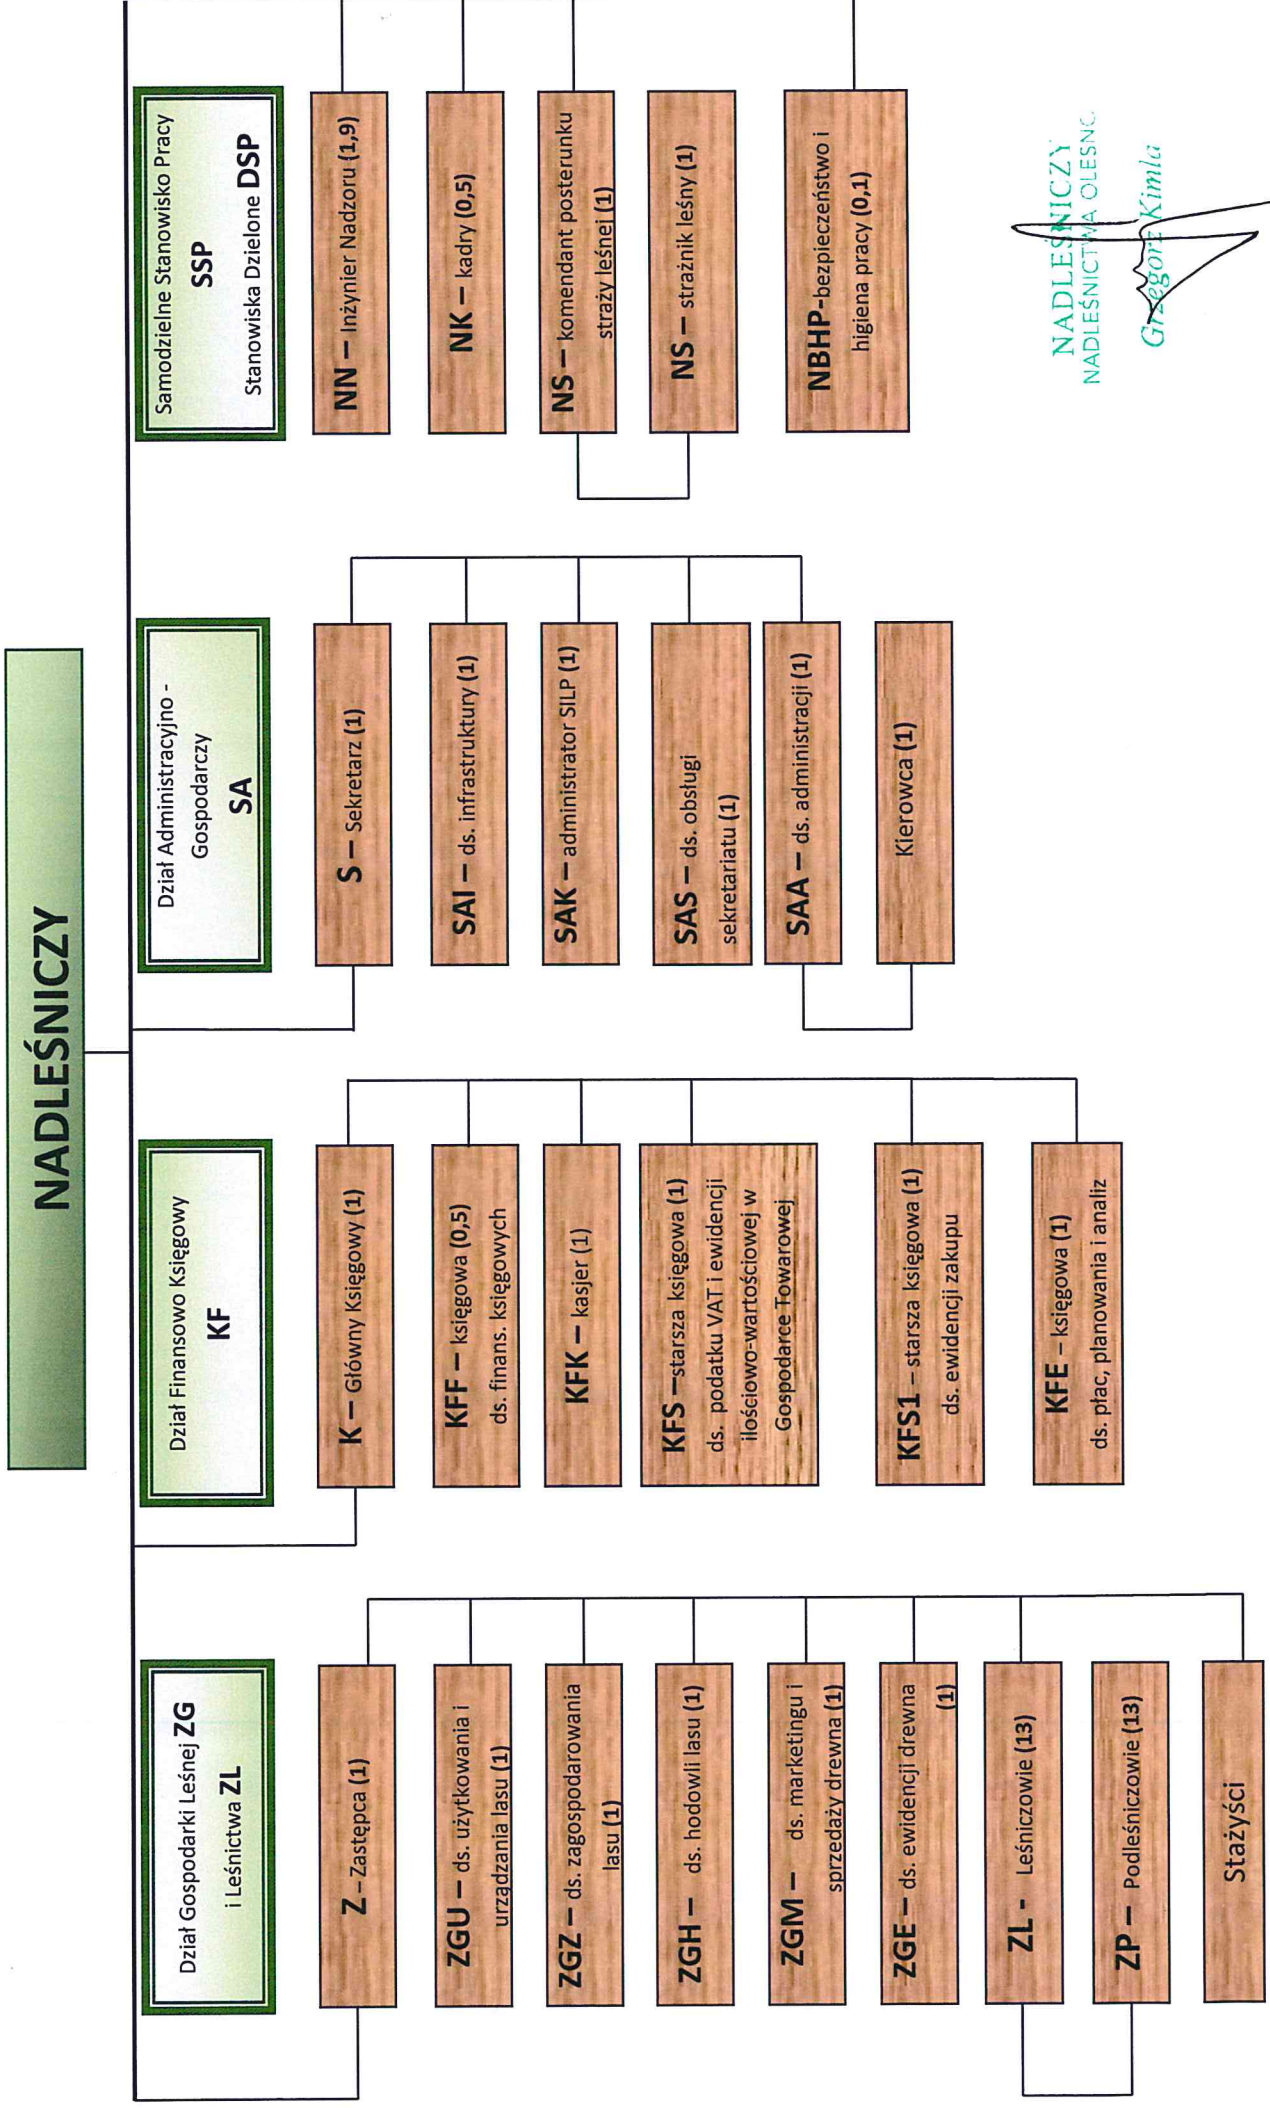 NADLEŚNICZY
Dział Gospodarki Leśnej ZG
i Leśnictwa ZL
Z – Zastępca (1)
ZGU – ds. użytkowania i
urządzania lasu (1)
ZGZ – ds. zagospodarowania
lasu (1)
ZGH – ds. hodowli lasu (1)
ZGM – ds. marketingu i
sprzedaży drewna (1)
ZGE – ds. ewidencji drewna
(1)
ZL - Leśniczowie (13)
ZP – Podleśniczowie (13)
Stażyści
Dział Finansowo Księgowy
KF
K – Główny Księgowy (1)
KFF – księgowa (0,5)
ds. finans. księgowych
KFK – kasjer (1)
KFS –starsza księgowa (1)
ds. podatku VAT i ewidencji
ilościowo-wartościowej w
Gospodarce Towarowej
KFS1 – starsza księgowa (1)
ds. ewidencji zakupu
KFE – księgowa (1)
ds. płac, planowania i analiz
Dział Administracyjno -
Gospodarczy
SA
S – Sekretarz (1)
SAI – ds. infrastruktury (1)
SAK – administrator SILP (1)
SAS – ds. obsługi
sekretariatu (1)
SAA – ds. administracji (1)
Kierowca (1)
Samodzielne Stanowisko Pracy
SSP
Stanowiska Dzielone DSP
NN – Inżynier Nadzoru (1,9)
NK – kadry (0,5)
NS – komendant posterunku
straży leśnej (1)
NS – strażnik leśny (1)
NBHP-bezpieczeństwo i
higiena pracy (0,1)
NADLEŚNICZY
NADLEŚNICTWA OLESNC
Grzegorz Kimla